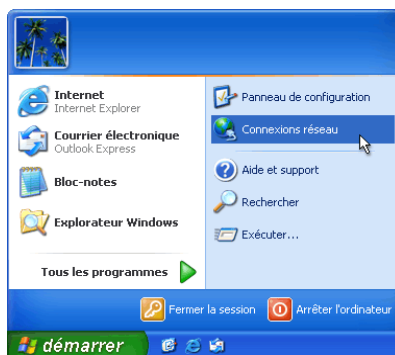 Internet
Internet Explorer
Courrier électronique
Outlook Express
Bloc-notes
Explorateur Windows
Tous les programmes
Panneau de configuration
Connexions réseau
Aide et support
Rechercher
Exécuter...
Fermer la session
Arrêter l'ordinateur
démarrer